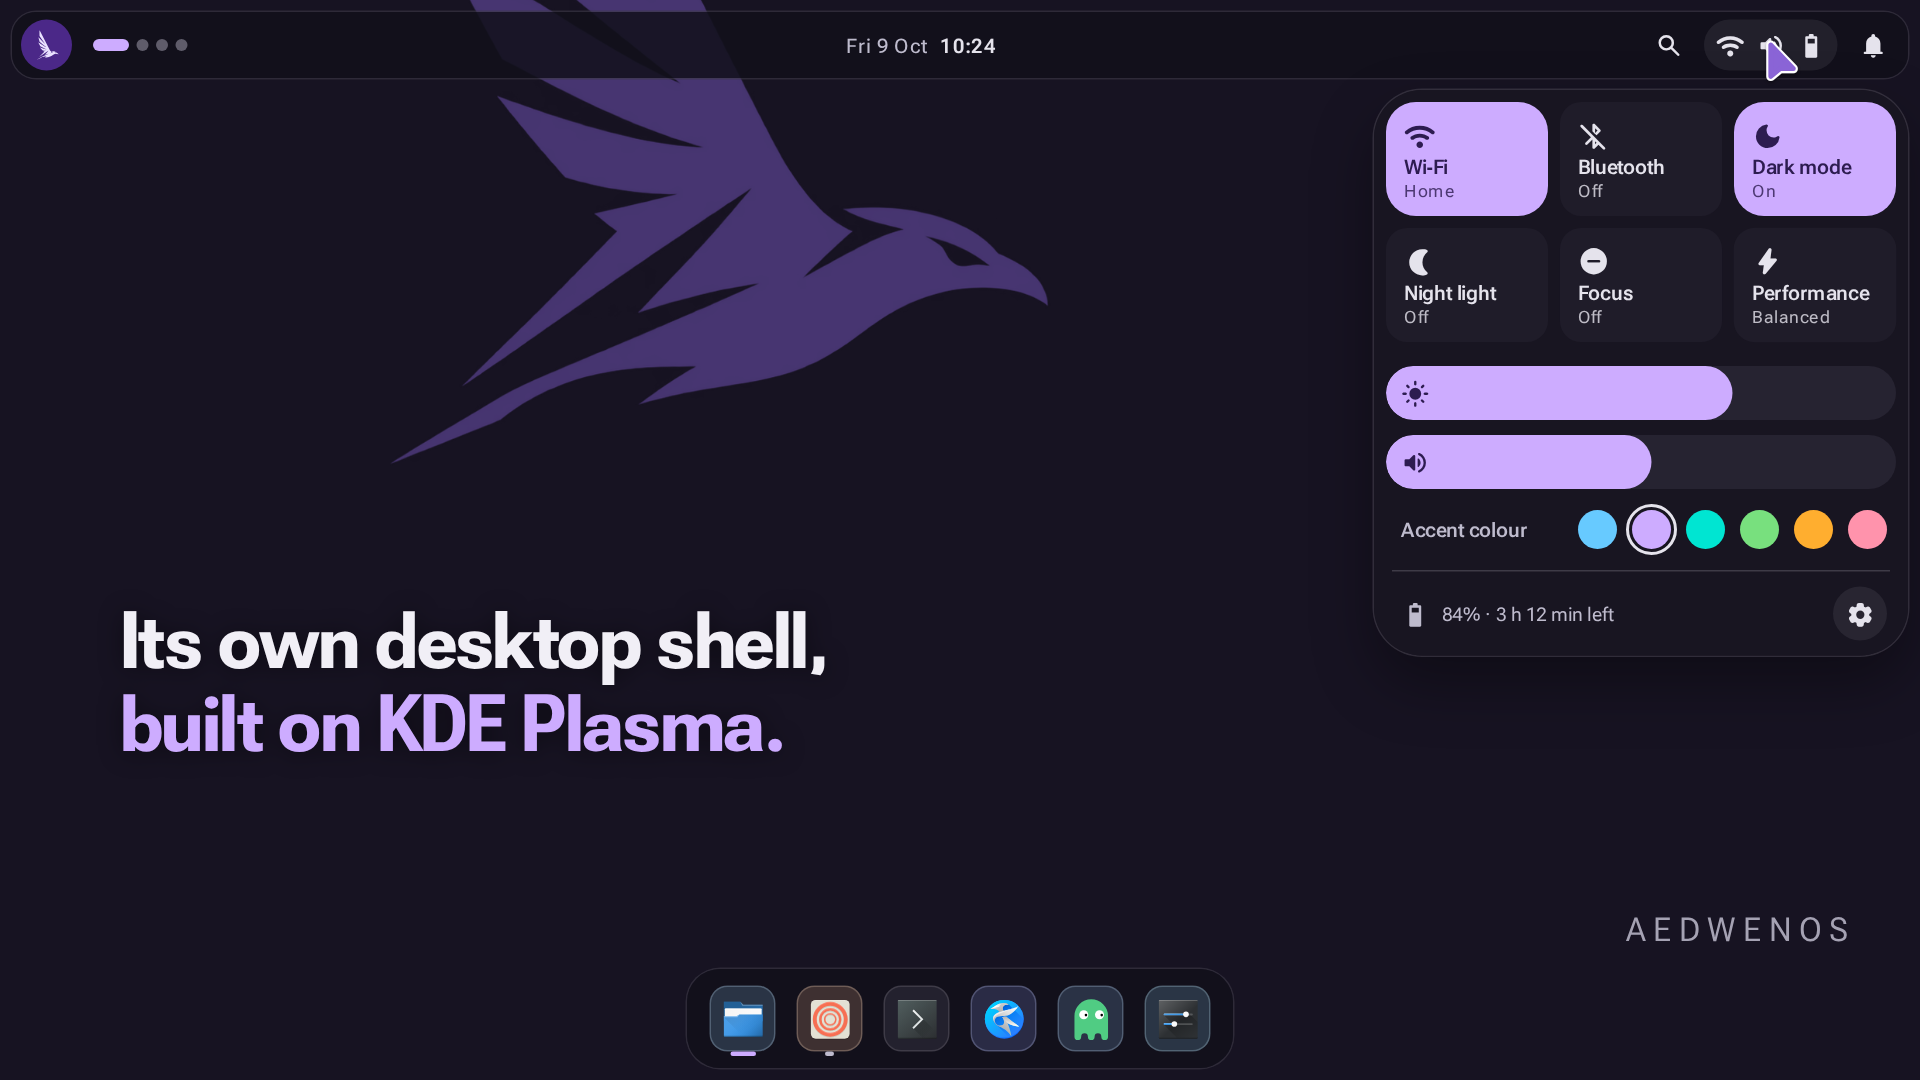 Fri 9 Oct 10:24
Wi-Fi
Home
Bluetooth
Off
Dark mode
On
Night light
Off
Focus
Off
Performance
Balanced
Accent colour
84% · 3 h 12 min left
Its own desktop shell,
built on KDE Plasma.
AEDWENOS